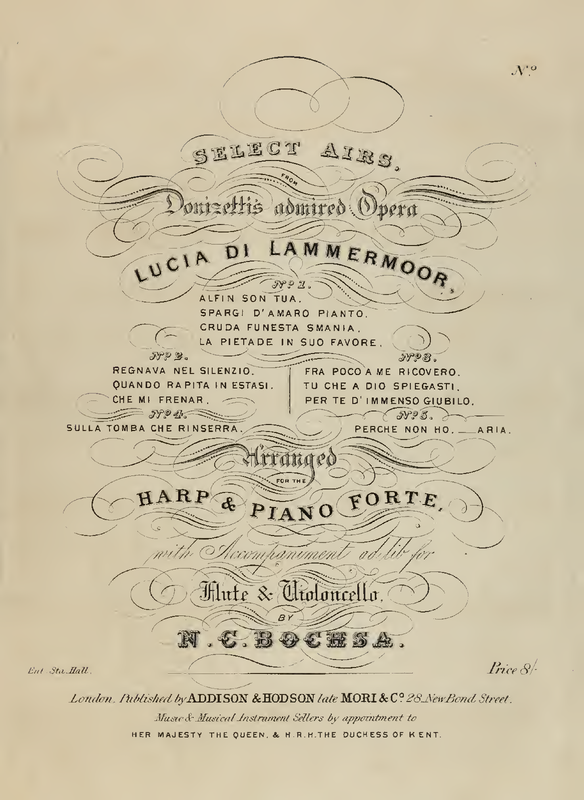 Nº
SELECT AIRS,
FROM
Donizetti's admired Opera
LUCIA DI LAMMERMOOR,
Nº 1.
ALFIN SON TUA.
SPARGI D'AMARO PIANTO.
CRUDA FUNESTA SMANIA.
LA PIETADE IN SUO FAVORE.
Nº 2.
REGNAVA NEL SILENZIO.
QUANDO RAPITA IN ESTASI.
CHE MI FRENAR.
Nº 3.
FRA POCO A ME RICOVERO.
TU CHE A DIO SPIEGASTI.
PER TE D'IMMENSO GIUBILO.
Nº 4.
SULLA TOMBA CHE RINSERRA.
Nº 5.
PERCHE NON HO. __ ARIA.
Arranged
FOR THE
HARP & PIANO FORTE,
with Accompaniment ad lib for
Flute & Violoncello,
BY
N. C. BOCHSA.
Ent. Sta. Hall.
Price 8/-
London. Published by ADDISON & HODSON late MORI & Cº 28, New Bond Street.
Music & Musical Instrument Sellers by appointment to
HER MAJESTY THE QUEEN, & H.R.H. THE DUCHESS OF KENT.